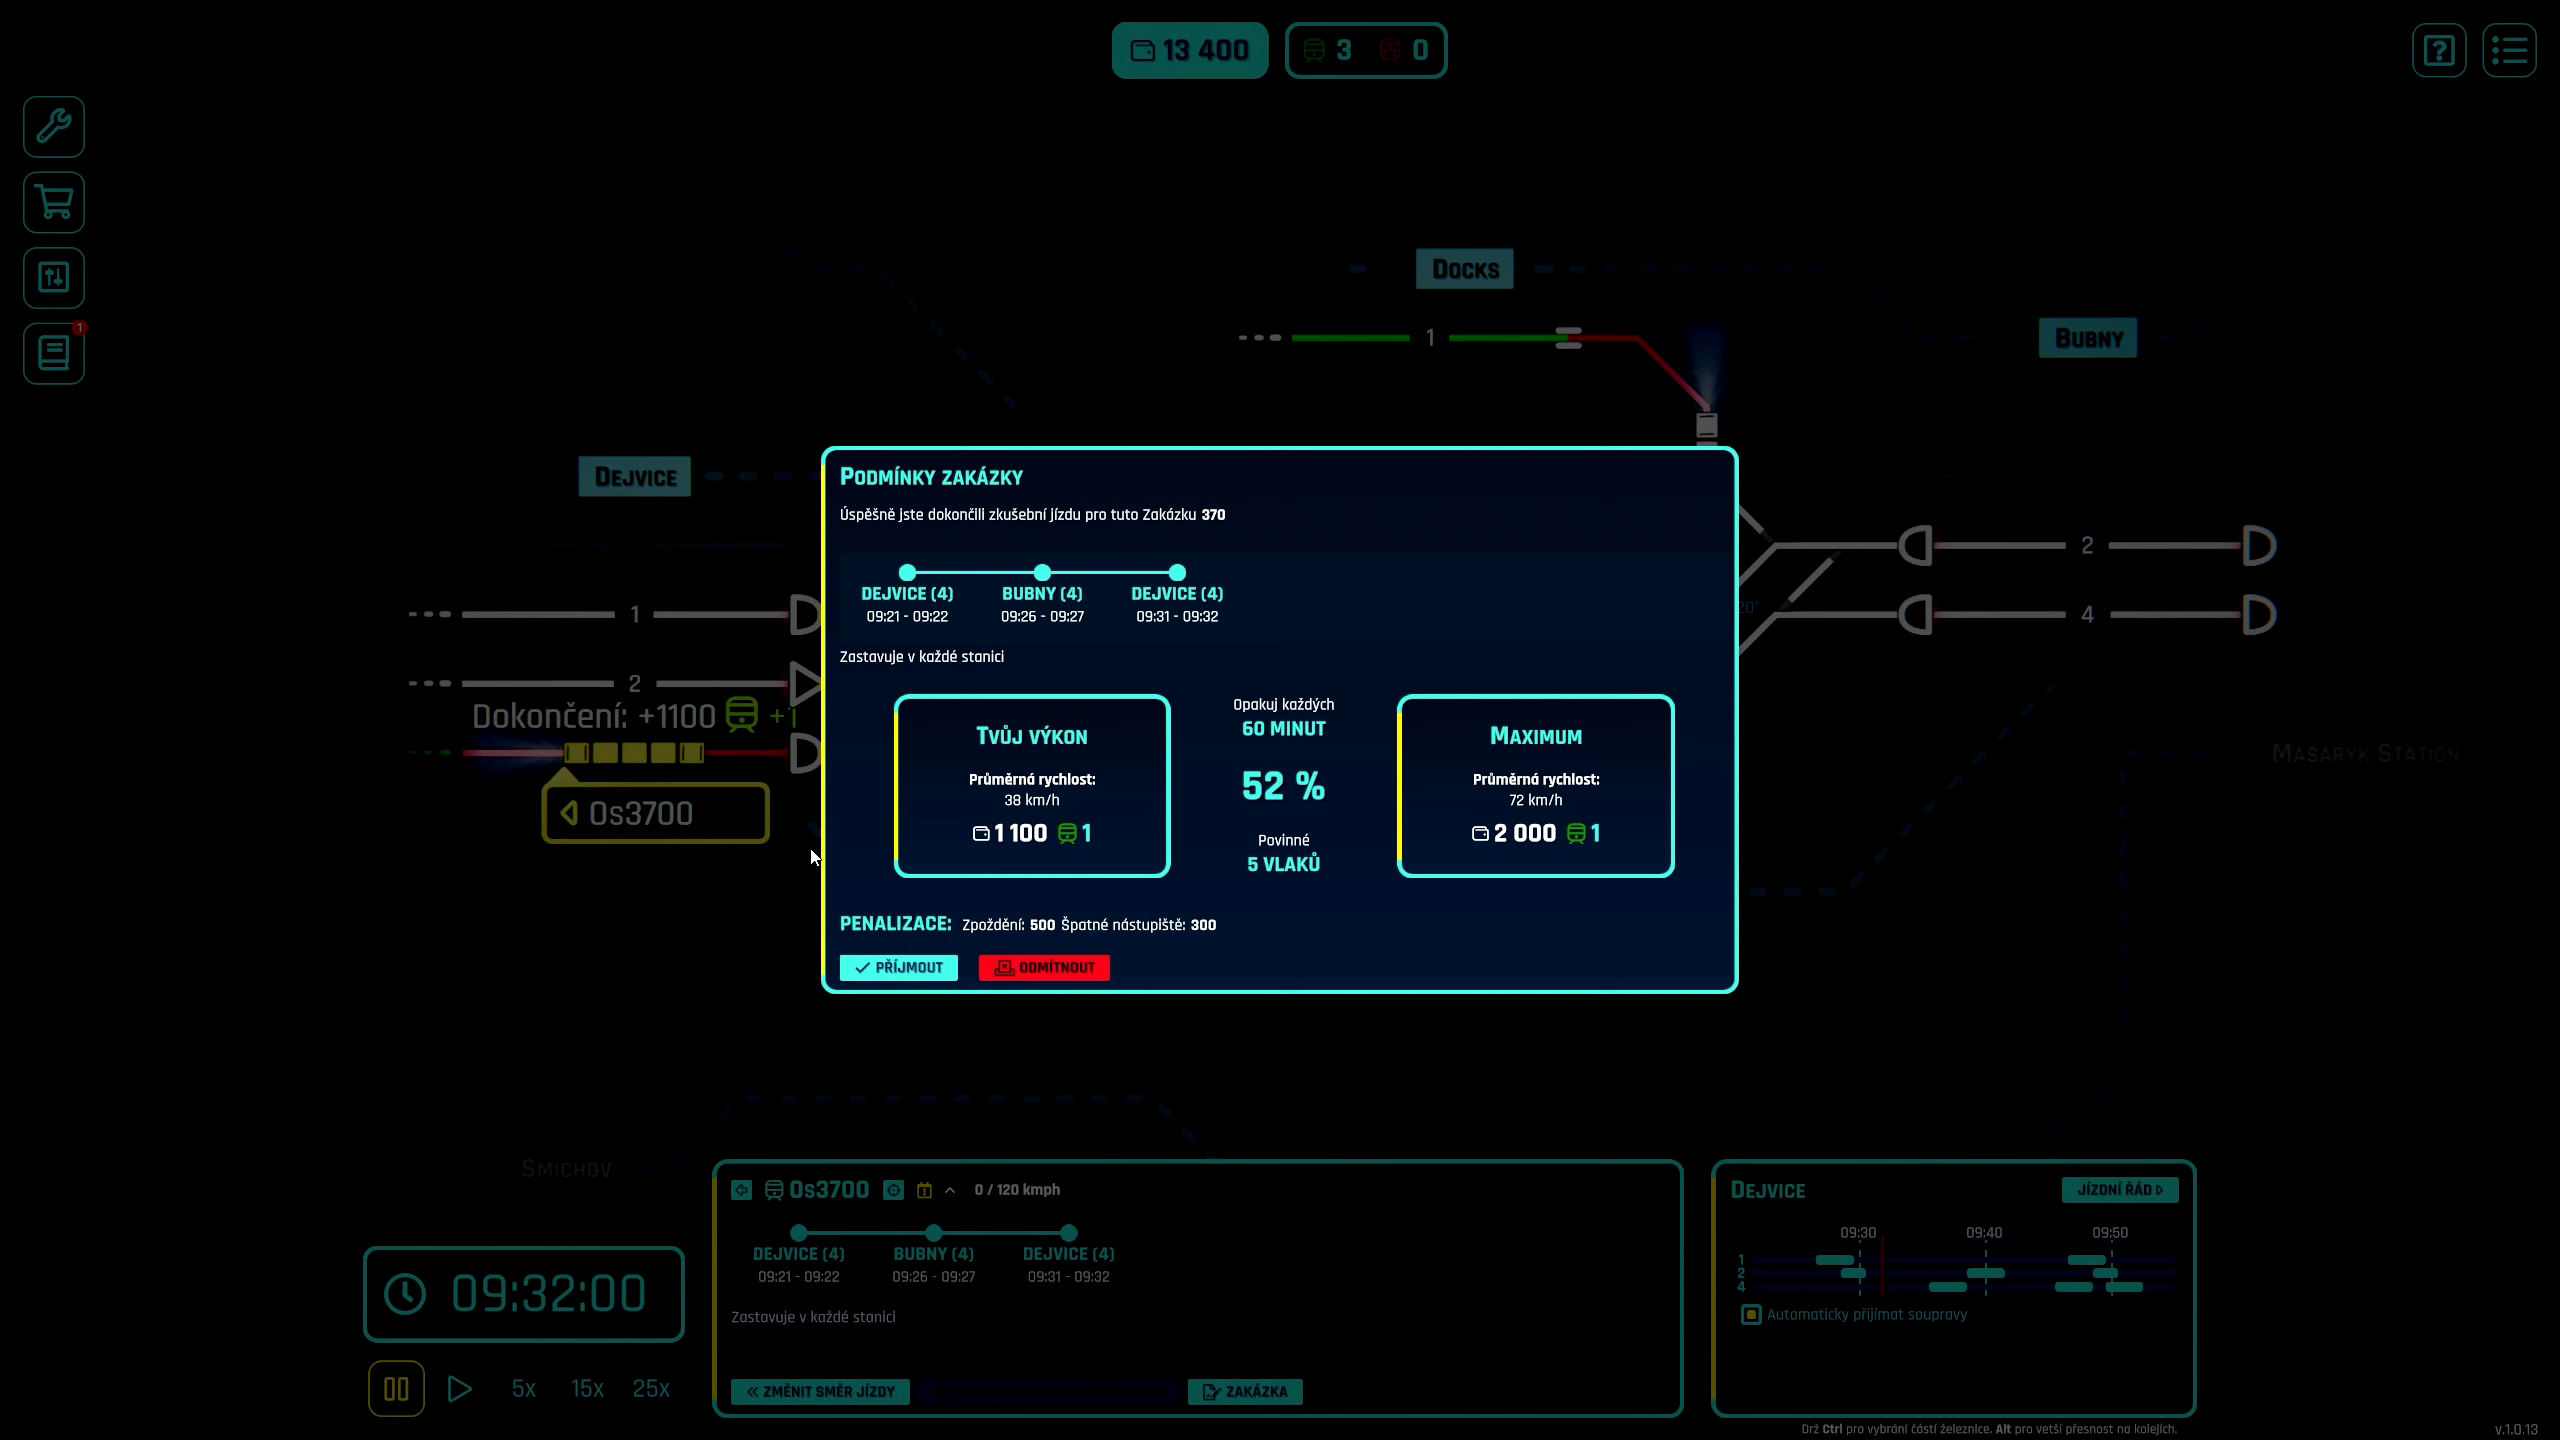 13 400
3 0
1
DOCKS
BUBNY
1
DEJVICE
PODMÍNKY ZAKÁZKY
Úspěšně jste dokončili zkušební jízdu pro tuto Zakázku 370
DEJVICE (4) BUBNY (4) DEJVICE (4)
09:21 - 09:22 09:26 - 09:27 09:31 - 09:32
Zastavuje v každé stanici
TVŮJ VÝKON
Průměrná rychlost:
38 km/h
1 100 1
Opakuj každých
60 MINUT
52 %
Povinné
5 VLAKŮ
MAXIMUM
Průměrná rychlost:
72 km/h
2 000 1
PENALIZACE: Zpoždění: 500 Špatné nástupiště: 300
PŘÍJMOUT ODMÍTNOUT
2
4
20°
1
2
Dokončení: +1100 +1
Os3700
MASARYK STATION
SMICHOV
09:32:00
5x 15x 25x
Os3700 0 / 120 kmph
DEJVICE (4) BUBNY (4) DEJVICE (4)
09:21 - 09:22 09:26 - 09:27 09:31 - 09:32
Zastavuje v každé stanici
ZMĚNIT SMĚR JÍZDY ZAKÁZKA
DEJVICE JÍZDNÍ ŘÁD
09:30 09:40 09:50
1
2
4
Automaticky přijímat soupravy
Drž Ctrl pro vybrání částí železnice. Alt pro vetší přesnost na kolejích.
v.1.0.13